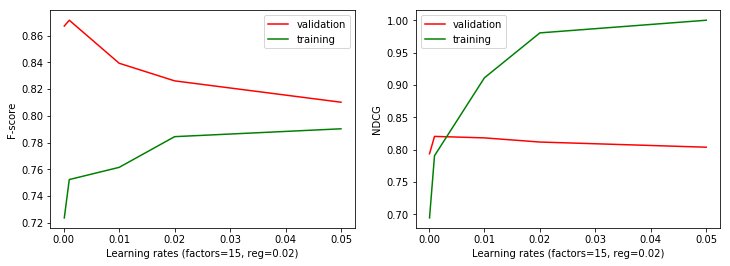 validation
training
0.86
0.84
0.82
0.80
0.78
0.76
0.74
0.72
F-score
0.00 0.01 0.02 0.03 0.04 0.05
Learning rates (factors=15, reg=0.02)
validation
training
1.00
0.95
0.90
0.85
0.80
0.75
0.70
NDCG
0.00 0.01 0.02 0.03 0.04 0.05
Learning rates (factors=15, reg=0.02)